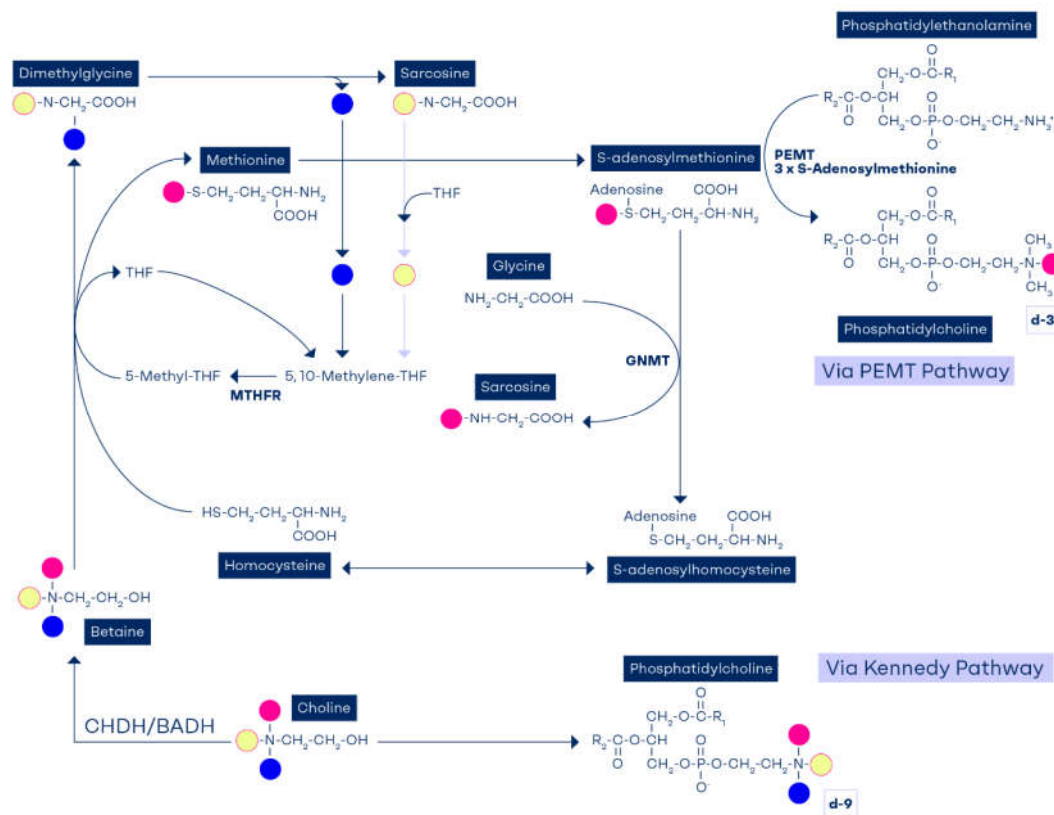 Phosphatidylethanolamine
O
CH₂-O-C-R₁
R₂-C-O-CH
O
O
CH₂-O-P-O-CH₂-CH₂-NH₃⁺
O⁻
Dimethylglycine
-N-CH₂-COOH
Sarcosine
-N-CH₂-COOH
Methionine
-S-CH₂-CH₂-CH-NH₂
COOH
THF
S-adenosylmethionine
Adenosine
COOH
-S-CH₂-CH₂-CH-NH₂
PEMT
3 x S-Adenosylmethionine
O
CH₂-O-C-R₁
R₂-C-O-CH
O
O
CH₂-O-P-O-CH₂-CH₂-N
CH₃
CH₃
O⁻
d-3
Phosphatidylcholine
Via PEMT Pathway
THF
Glycine
NH₂-CH₂-COOH
GNMT
Sarcosine
-NH-CH₂-COOH
5-Methyl-THF
MTHFR
5,10-Methylene-THF
HS-CH₂-CH₂-CH-NH₂
COOH
Homocysteine
Adenosine
COOH
S-CH₂-CH₂-CH-NH₂
S-adenosylhomocysteine
-N-CH₂-CH₂-OH
Betaine
CHDH/BADH
Choline
-N-CH₂-CH₂-OH
Via Kennedy Pathway
Phosphatidylcholine
O
CH₂-O-C-R₁
R₂-C-O-CH
O
O
CH₂-O-P-O-CH₂-CH₂-N-
O⁻
d-9